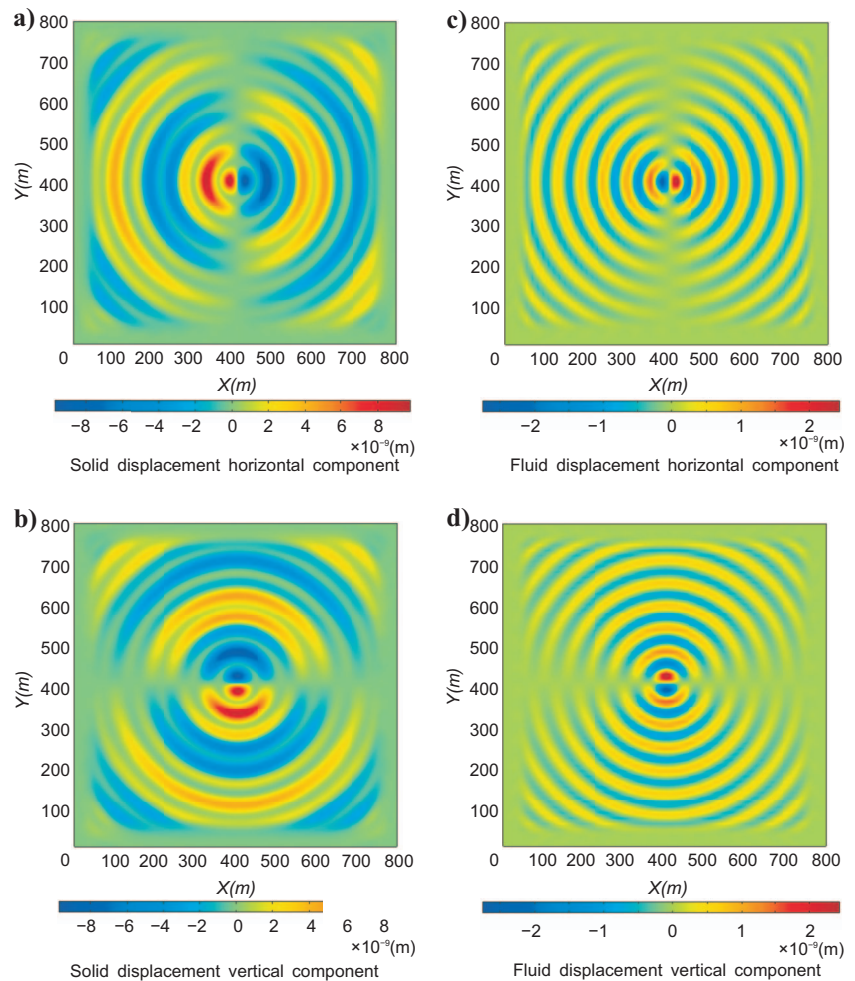 a)
800
700
600
500
400
300
200
100
Y(m)
0 100 200 300 400 500 600 700 800
X(m)
−8 −6 −4 −2 0 2 4 6 8
×10⁻⁹(m)
Solid displacement horizontal component
c)
800
700
600
500
400
300
200
100
Y(m)
0 100 200 300 400 500 600 700 800
X(m)
−2 −1 0 1 2
×10⁻⁹(m)
Fluid displacement horizontal component
b)
800
700
600
500
400
300
200
100
Y(m)
0 100 200 300 400 500 600 700 800
X(m)
−8 −6 −4 −2 0 2 4 6 8
×10⁻⁹(m)
Solid displacement vertical component
d)
800
700
600
500
400
300
200
100
Y(m)
0 100 200 300 400 500 600 700 800
X(m)
−2 −1 0 1 2
×10⁻⁹(m)
Fluid displacement vertical component